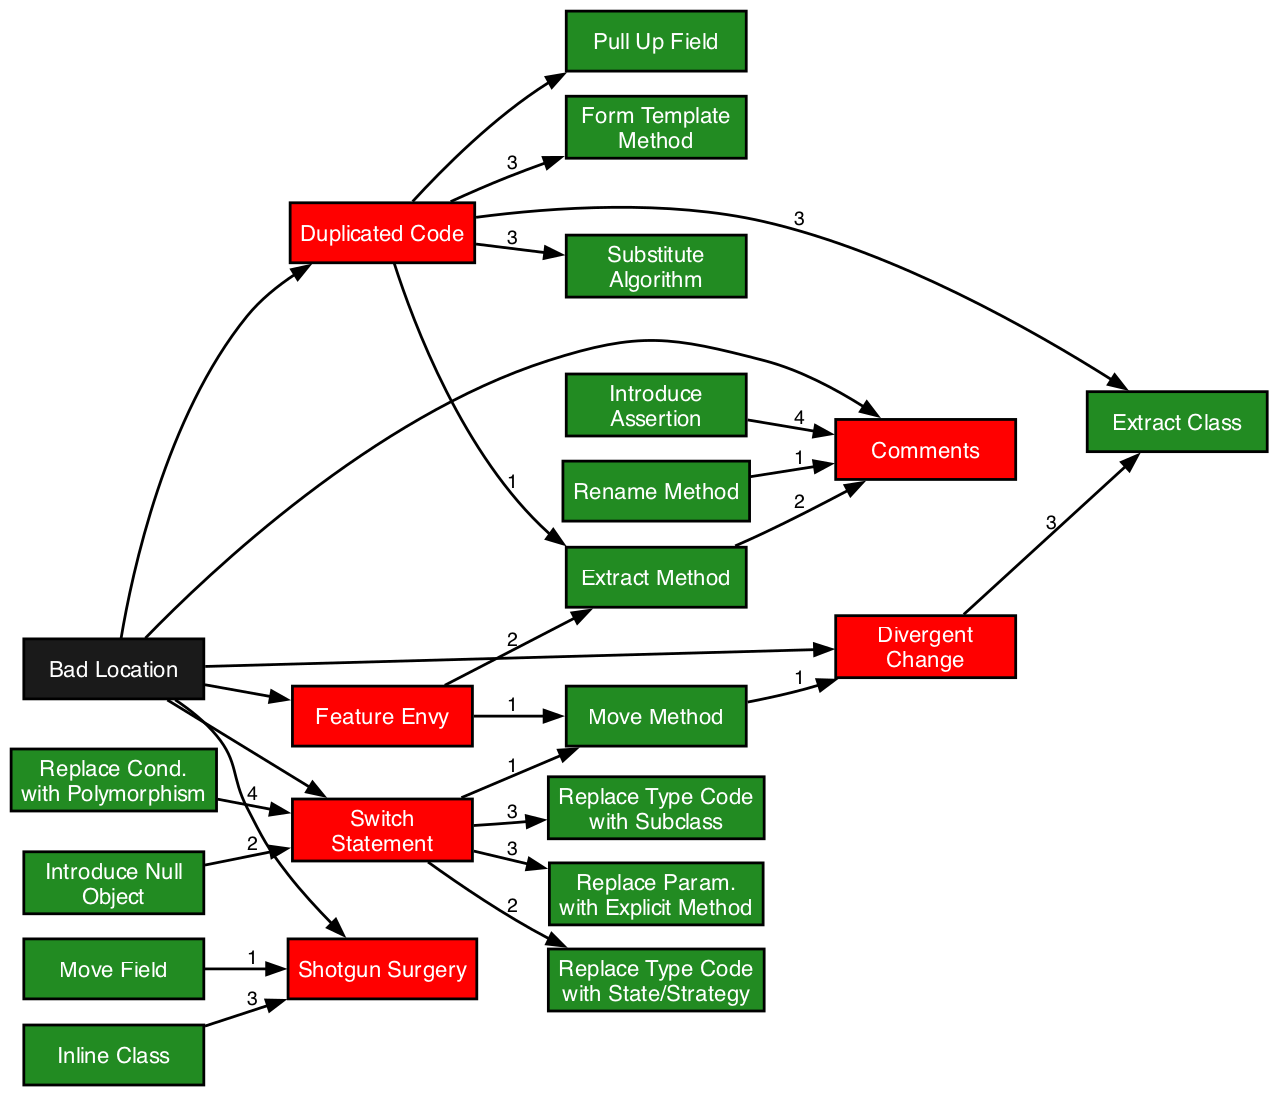 Pull Up Field
Form Template
Method
3
Duplicated Code
3
3
Substitute
Algorithm
Introduce
Assertion
4
Extract Class
Comments
1
Rename Method
1
2
3
Extract Method
2
Divergent
Change
Bad Location
Feature Envy
1
Move Method
1
Replace Cond.
with Polymorphism
4
1
Switch
Statement
3
Replace Type Code
with Subclass
2
3
Introduce Null
Object
Replace Param.
with Explicit Method
2
Move Field
1
Shotgun Surgery
Replace Type Code
with State/Strategy
3
Inline Class